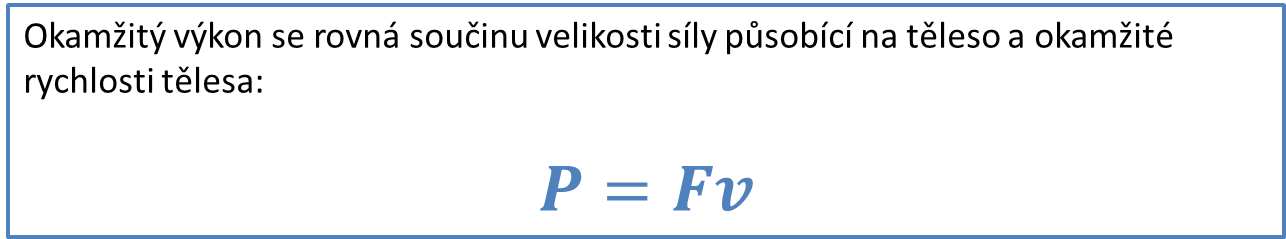 Okamžitý výkon se rovná součinu velikosti síly působící na těleso a okamžité
rychlosti tělesa:
P = Fv